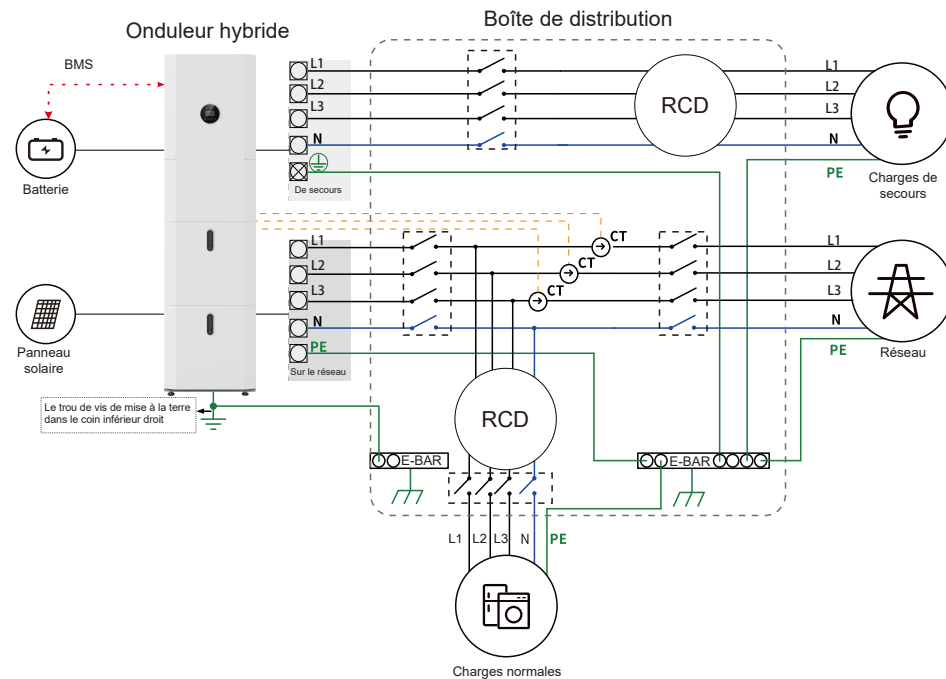 Onduleur hybride
Boîte de distribution
BMS
L1
L2
L3
N
De secours
RCD
L1
L2
L3
N
PE
Charges de
secours
Batterie
L1
L2
L3
N
PE
Sur le réseau
CT
CT
CT
L1
L2
L3
N
PE
Réseau
Panneau
solaire
Le trou de vis de mise à la terre
dans le coin inférieur droit
RCD
E-BAR
E-BAR
L1
L2
L3
N
PE
Charges normales